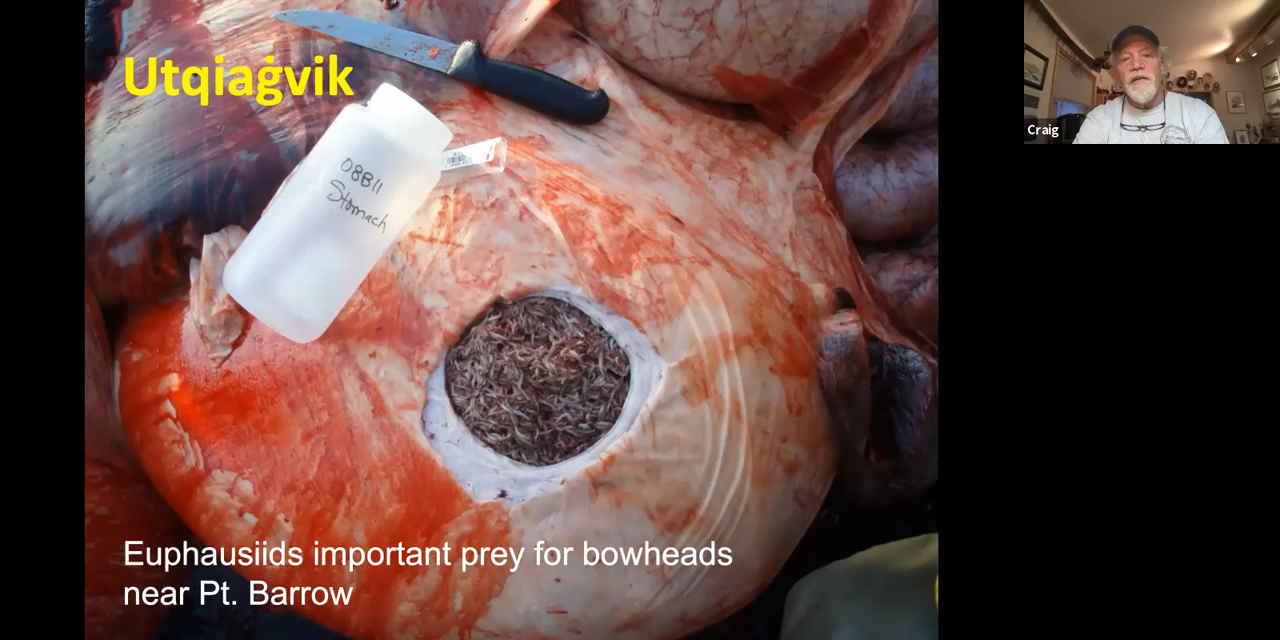 Utqiaġvik
08B11
Stomach
Craig
Euphausiids important prey for bowheads
near Pt. Barrow